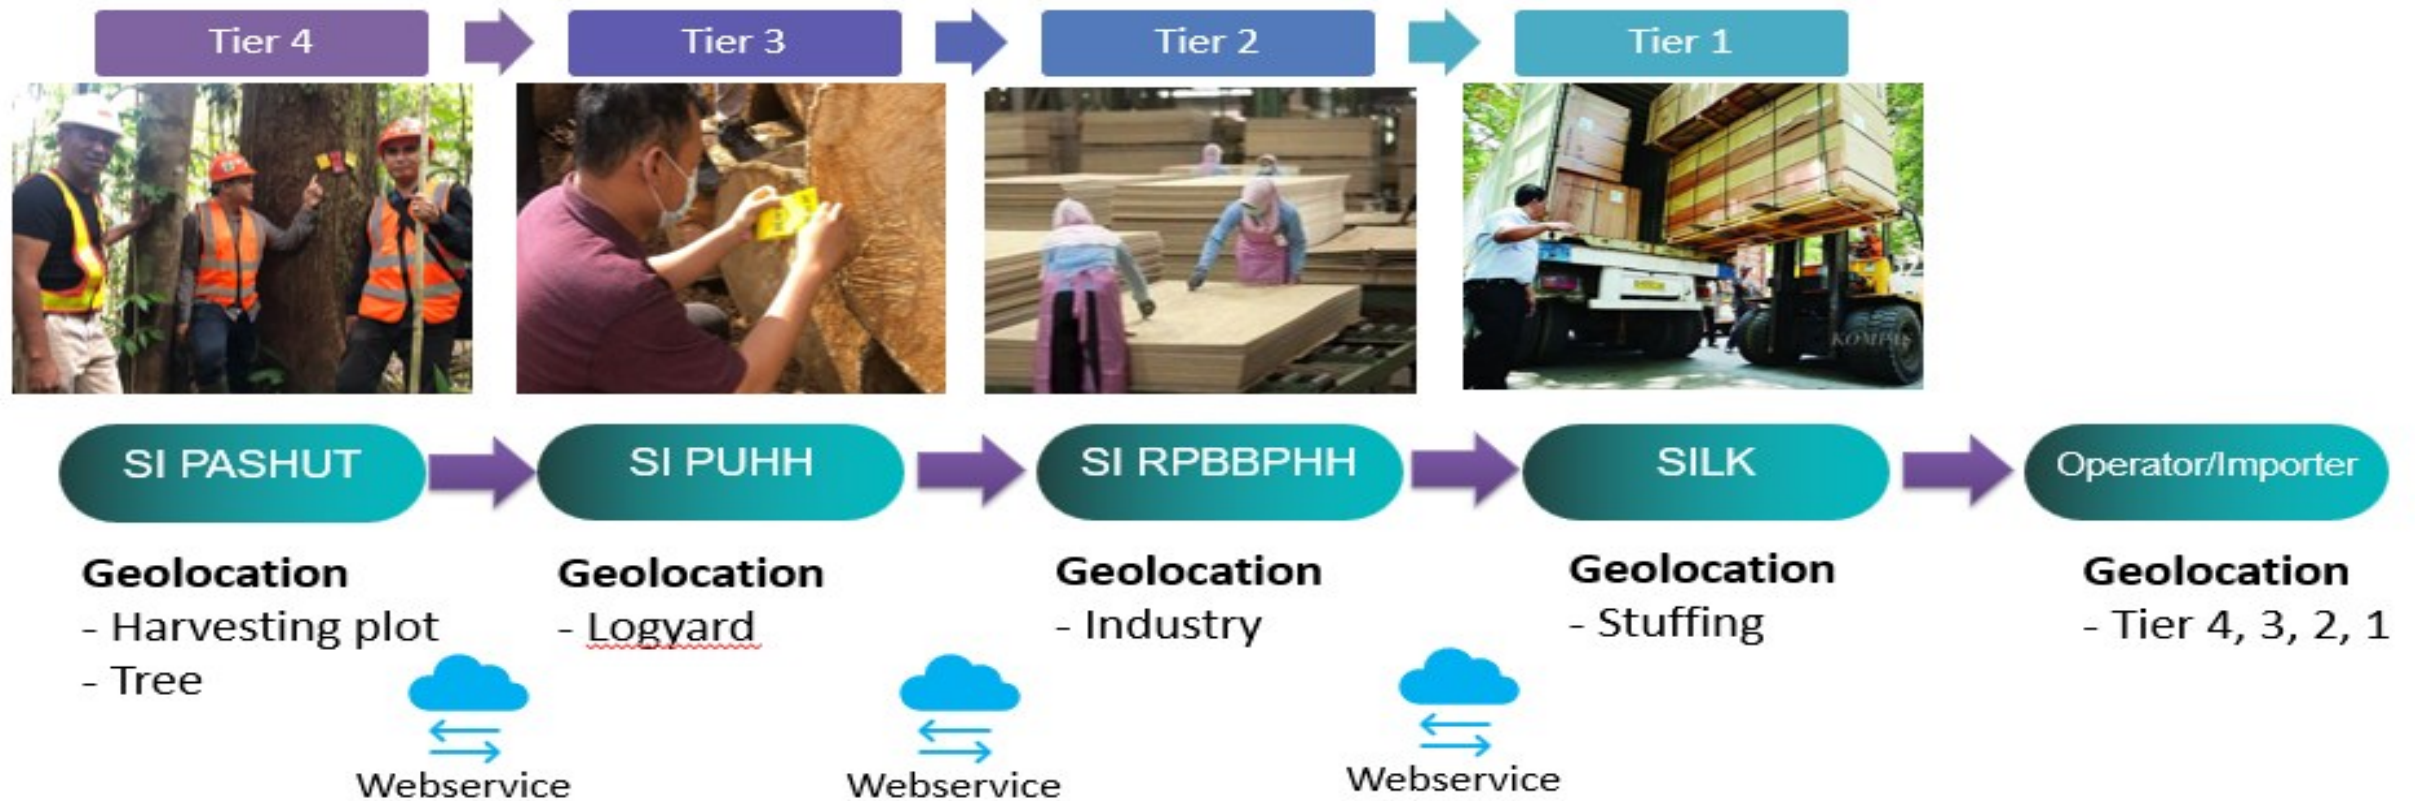 Tier 4
Tier 3
Tier 2
Tier 1
KOMPAS
SI PASHUT
SI PUHH
SI RPBBPHH
SILK
Operator/Importer
Geolocation
- Harvesting plot
- Tree
Geolocation
- Logyard
Geolocation
- Industry
Geolocation
- Stuffing
Geolocation
- Tier 4, 3, 2, 1
Webservice
Webservice
Webservice